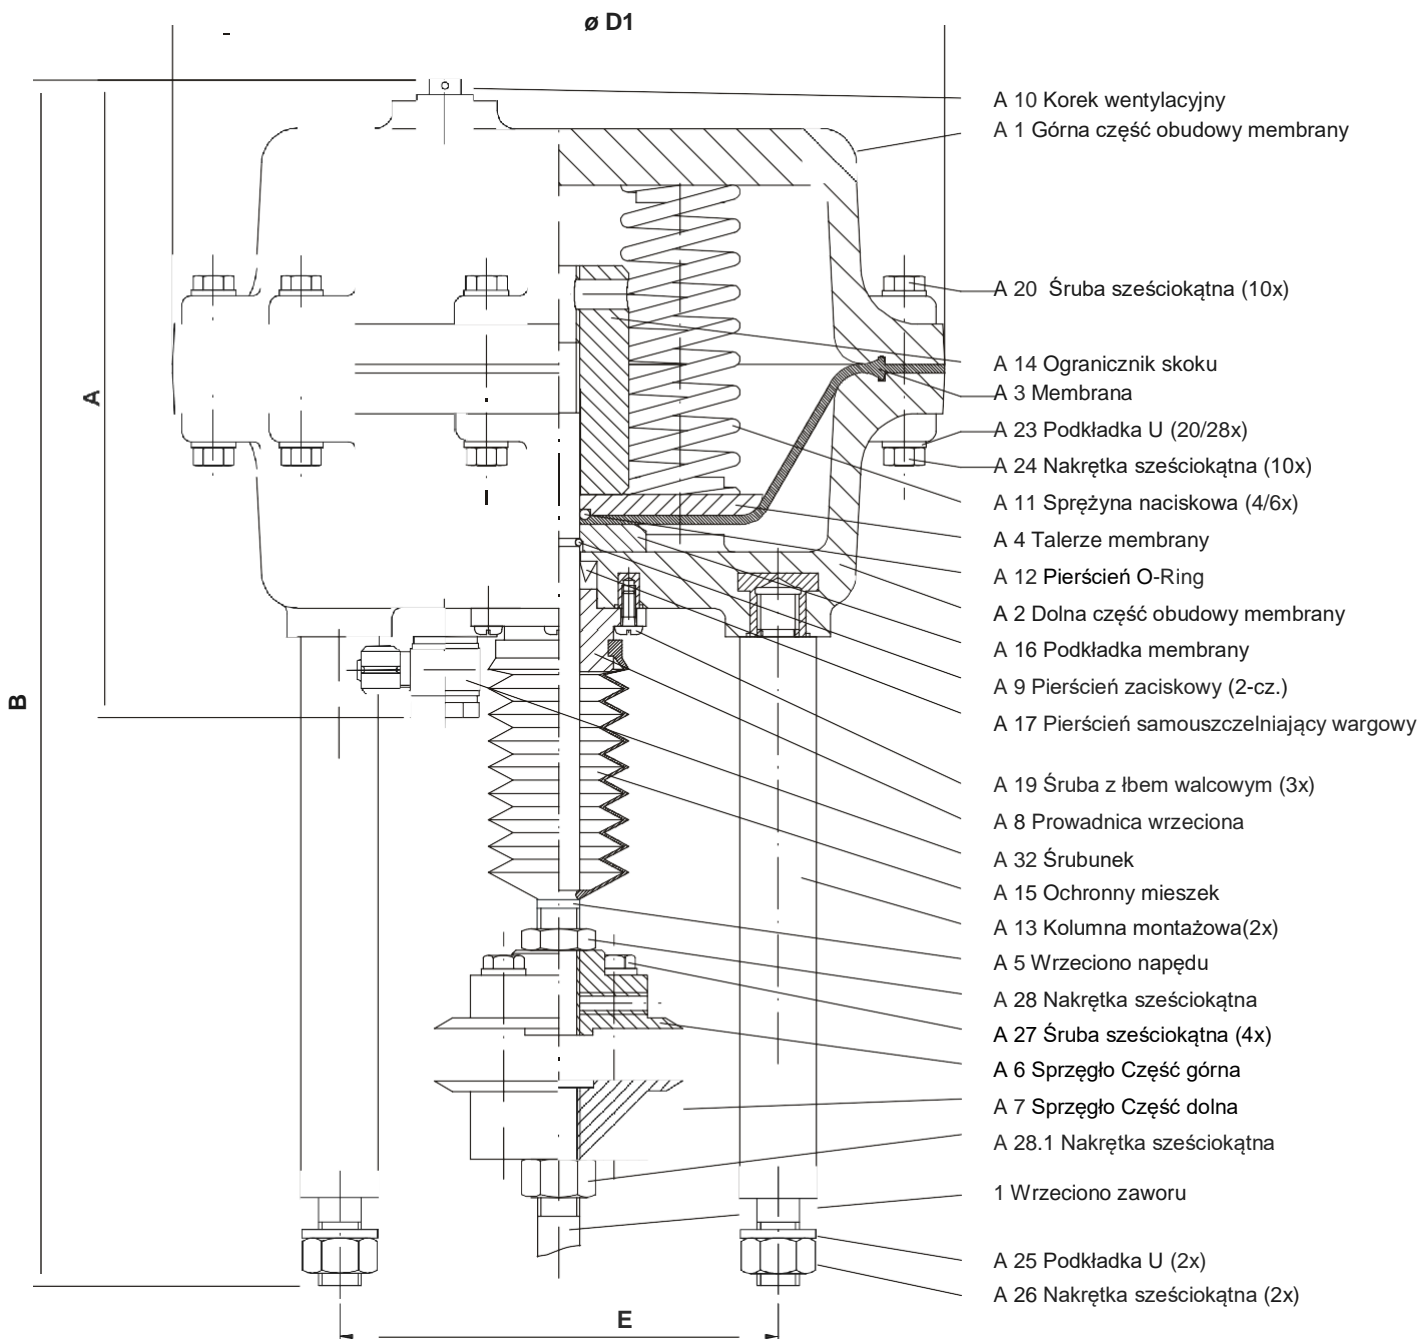 ø D1
A 10 Korek wentylacyjny
A 1 Górna część obudowy membrany
A 20 Śruba sześciokątna (10x)
A 14 Ogranicznik skoku
A 3 Membrana
A
A 23 Podkładka U (20/28x)
A 24 Nakrętka sześciokątna (10x)
A 11 Sprężyna naciskowa (4/6x)
A 4 Talerze membrany
A 12 Pierścień O-Ring
A 2 Dolna część obudowy membrany
A 16 Podkładka membrany
A 9 Pierścień zaciskowy (2-cz.)
B
A 17 Pierścień samouszczelniający wargowy
A 19 Śruba z łbem walcowym (3x)
A 8 Prowadnica wrzeciona
A 32 Śrubunek
A 15 Ochronny mieszek
A 13 Kolumna montażowa(2x)
A 5 Wrzeciono napędu
A 28 Nakrętka sześciokątna
A 27 Śruba sześciokątna (4x)
A 6 Sprzęgło Część górna
A 7 Sprzęgło Część dolna
A 28.1 Nakrętka sześciokątna
1 Wrzeciono zaworu
A 25 Podkładka U (2x)
A 26 Nakrętka sześciokątna (2x)
E